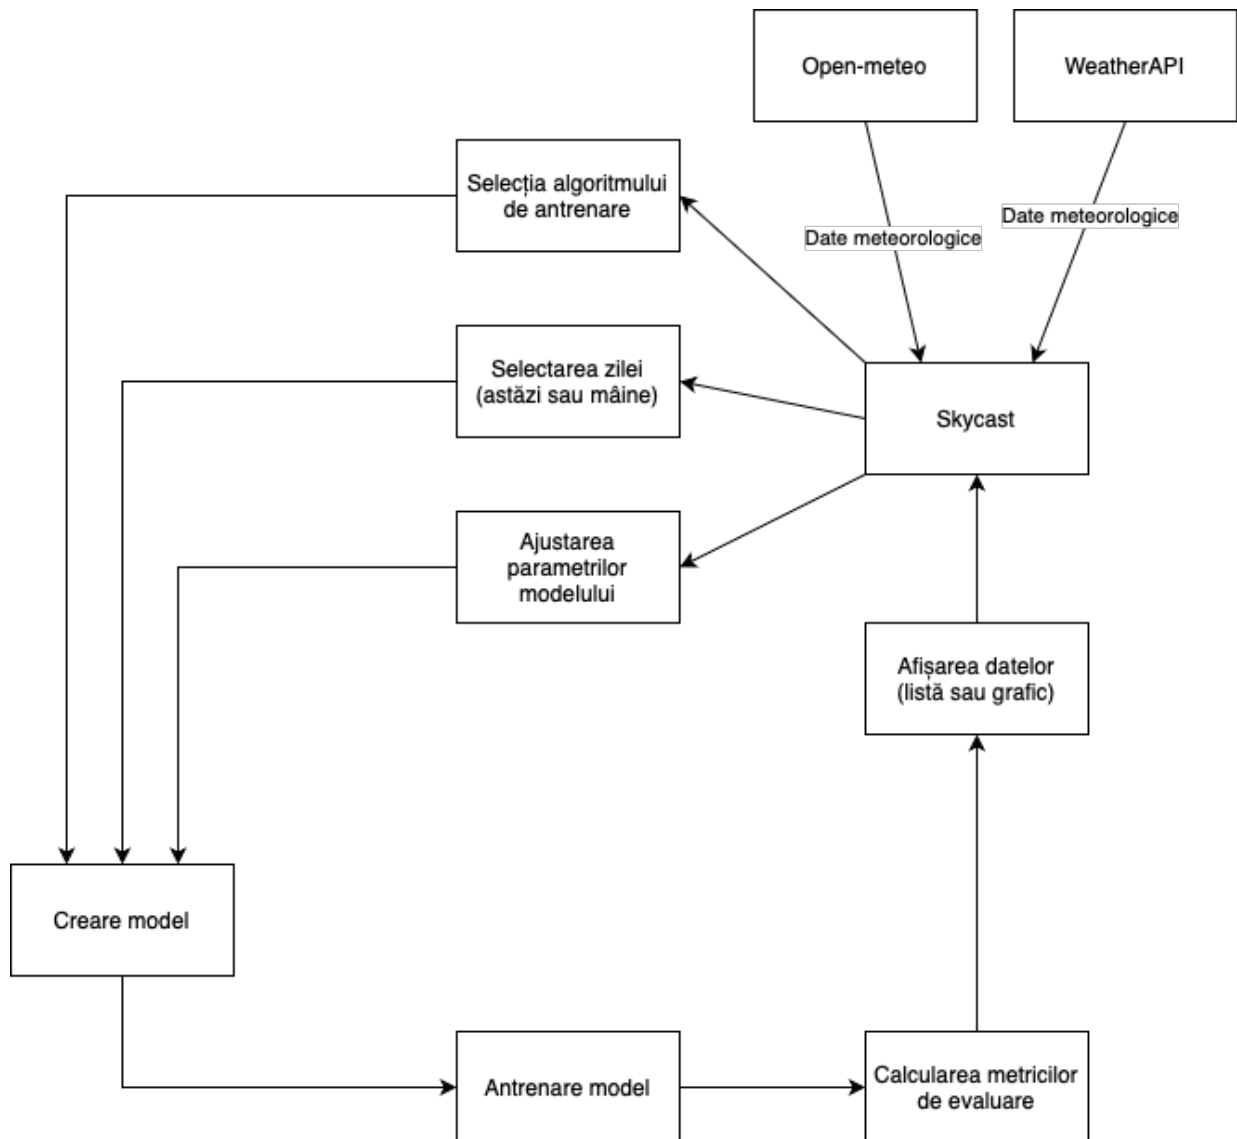 Open-meteo
WeatherAPI
Selecția algoritmului
de antrenare
Date meteorologice
Date meteorologice
Selectarea zilei
(astăzi sau mâine)
Skycast
Ajustarea
parametrilor
modelului
Afișarea datelor
(listă sau grafic)
Creare model
Antrenare model
Calcularea metricilor
de evaluare